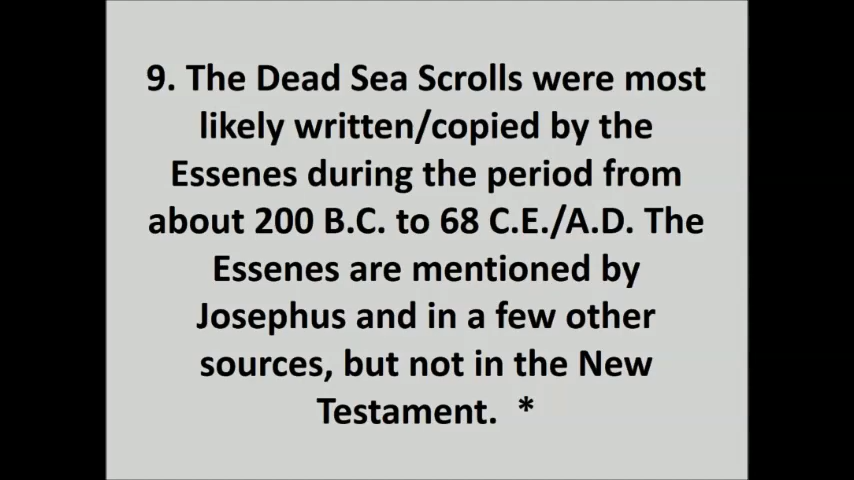 9. The Dead Sea Scrolls were most
likely written/copied by the
Essenes during the period from
about 200 B.C. to 68 C.E./A.D. The
Essenes are mentioned by
Josephus and in a few other
sources, but not in the New
Testament.  *